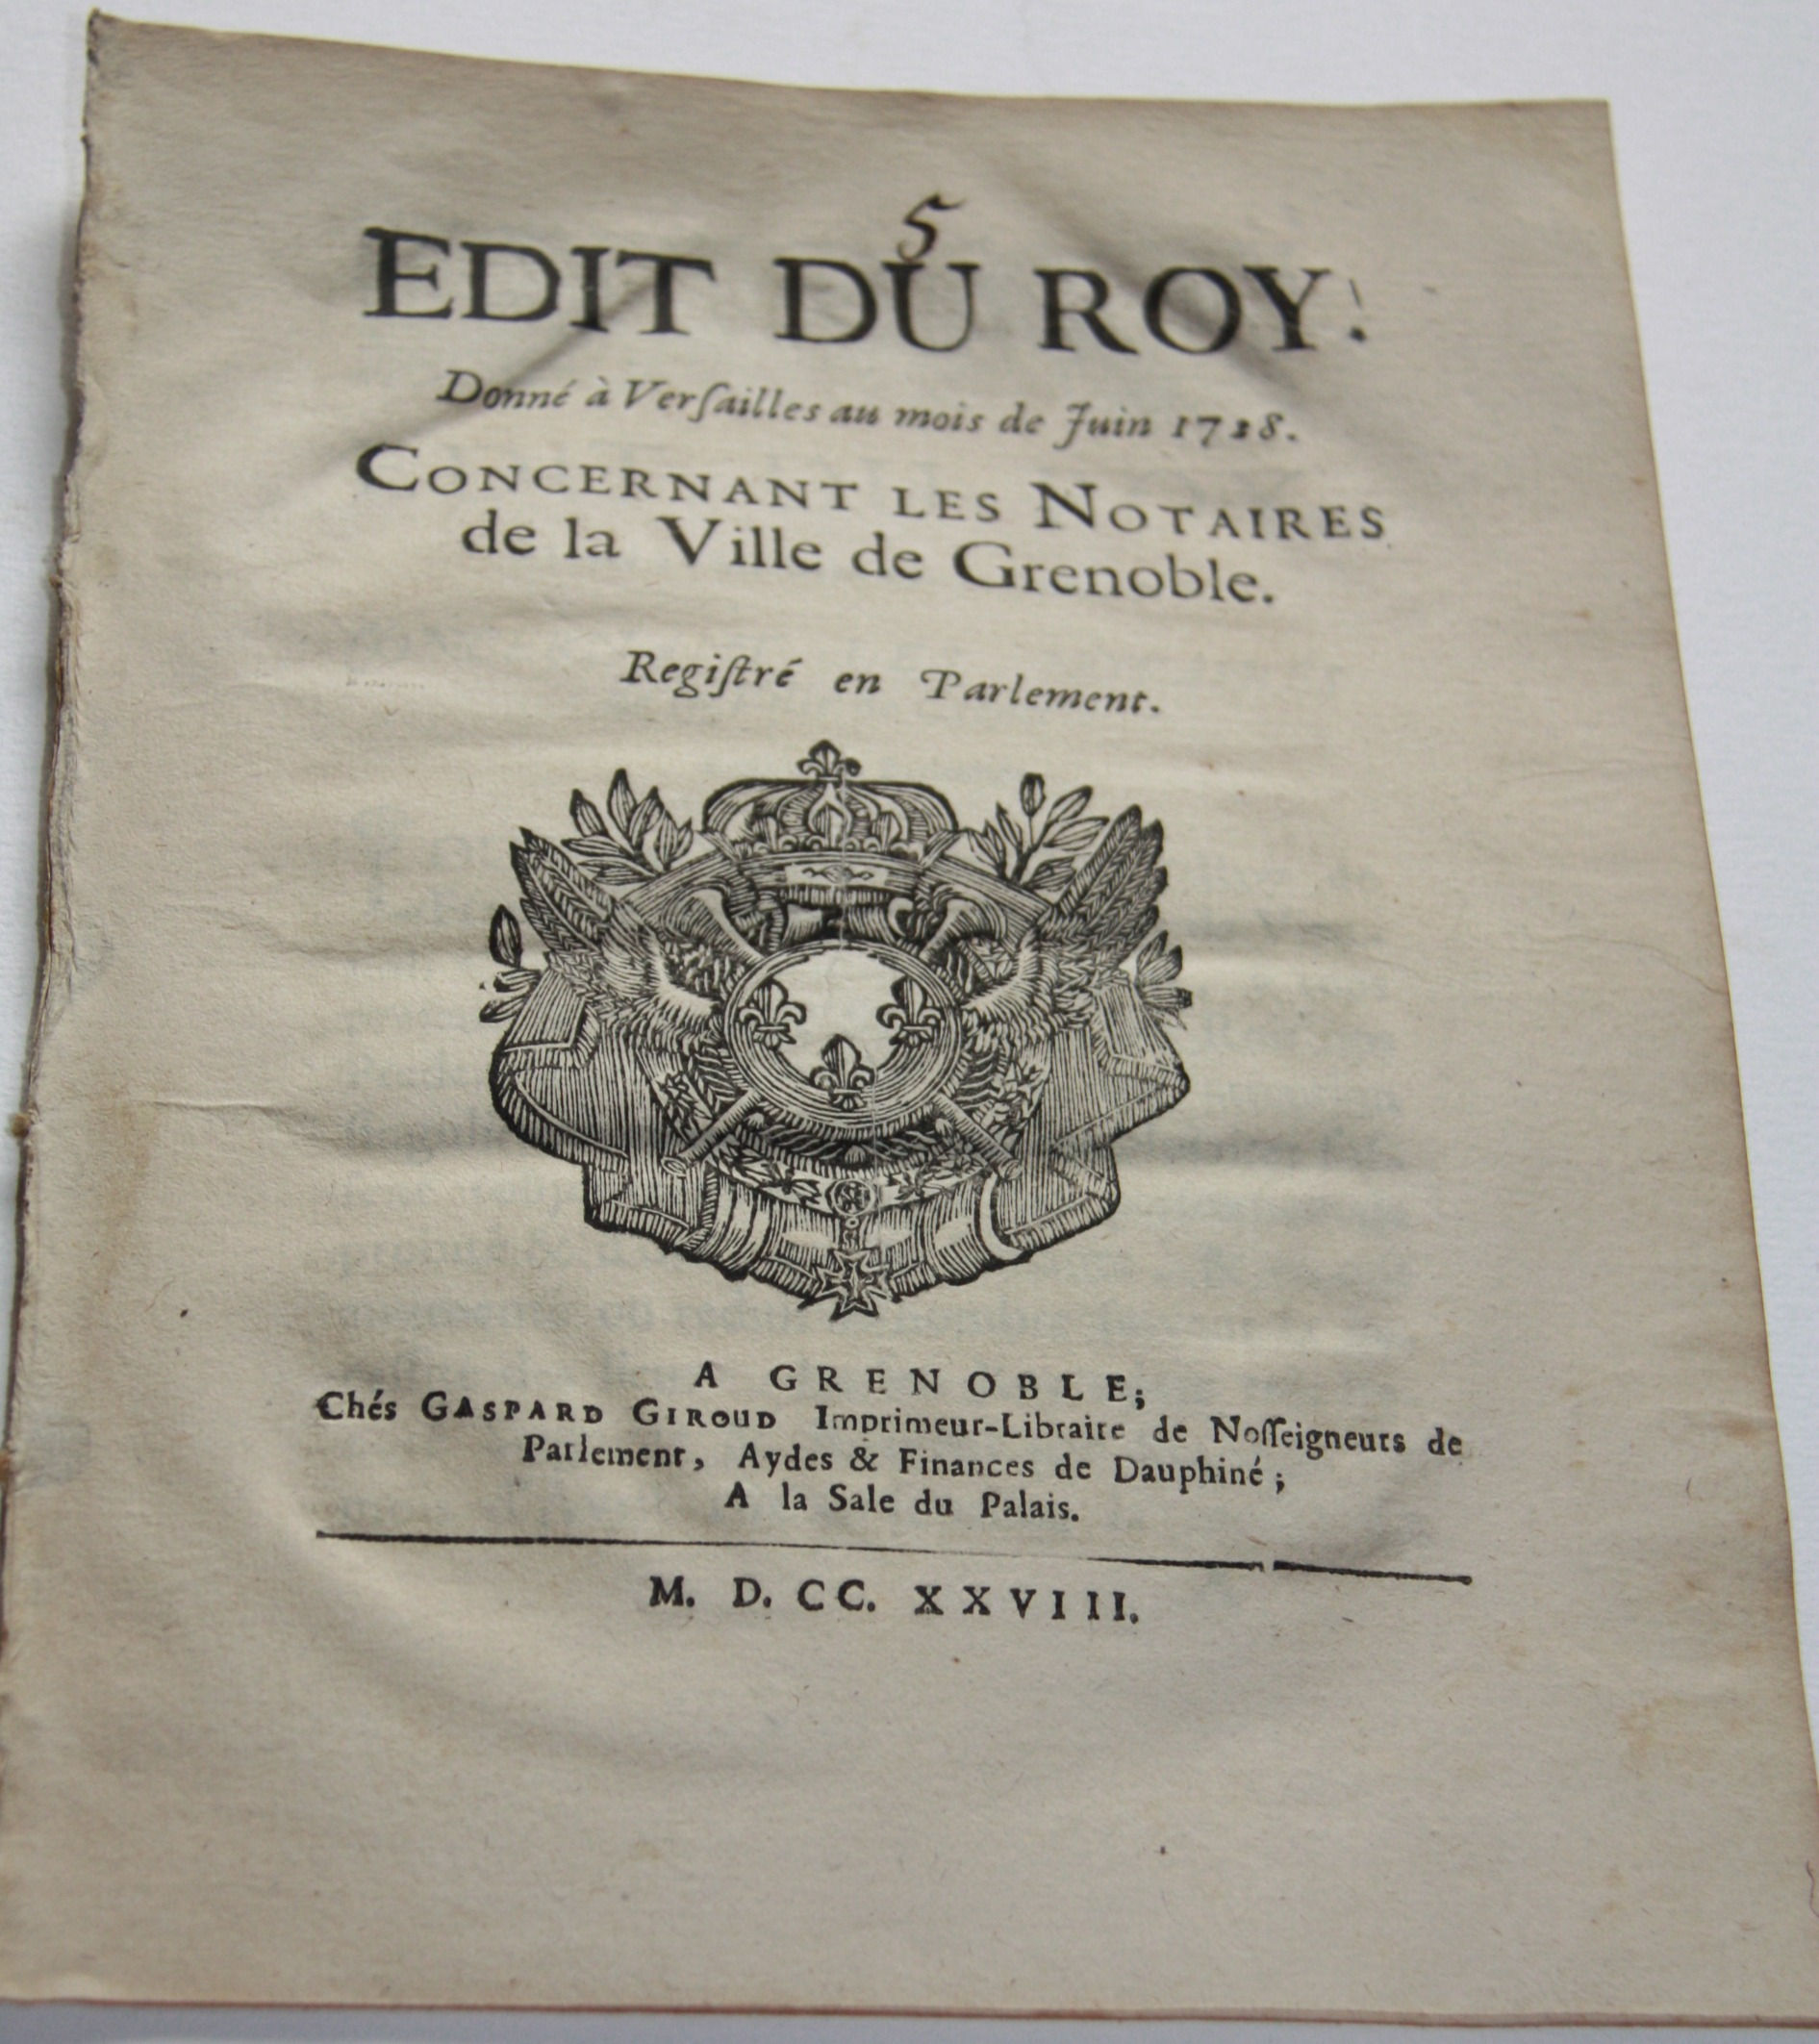 5
EDIT DU ROY.
Donné à Verſailles au mois de Juin 1728.
CONCERNANT LES NOTAIRES
de la Ville de Grenoble.
Regiſtré en Parlement.
A GRENOBLE;
Chés GASPARD GIROUD Imprimeur-Libraire de Noſſeigneurs de
Parlement, Aydes & Finances de Dauphiné;
A la Sale du Palais.
M. D. CC. XXVIII.